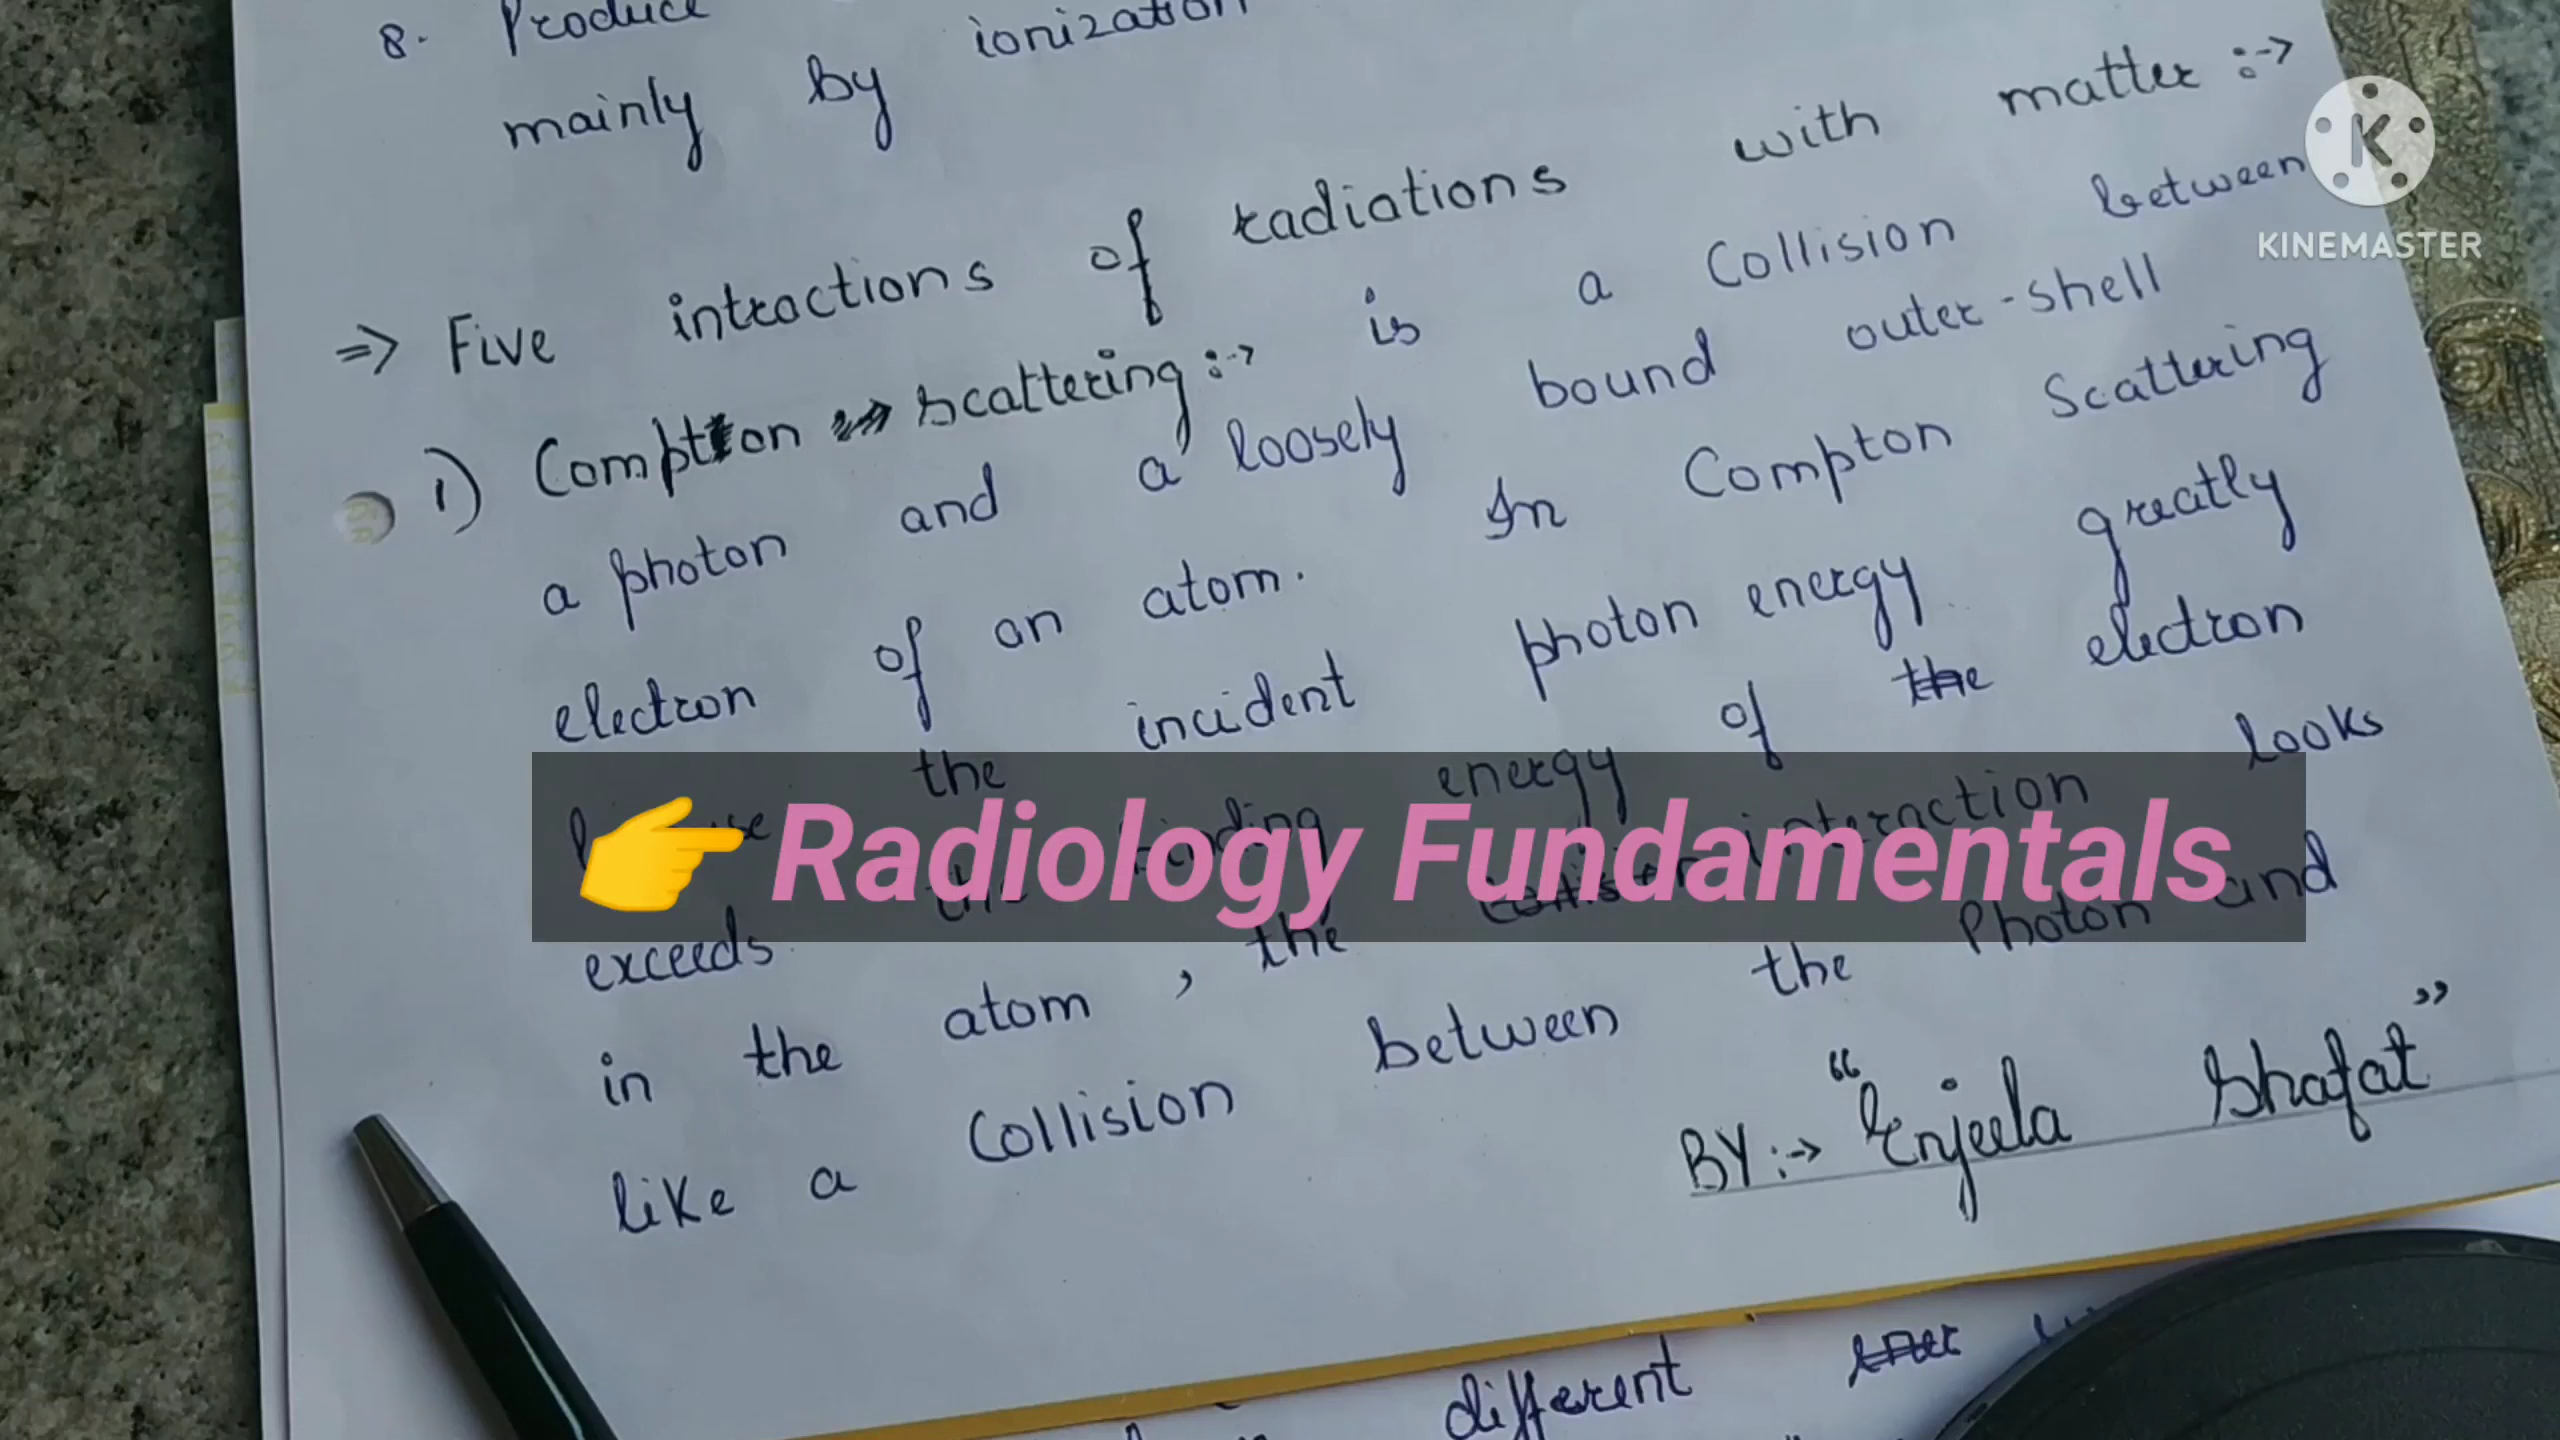 8. Produce
mainly by ionization
⇒ Five intractions of radiations with matter :→
1) Compton scattering :→ is a Collision between
a photon and a loosely bound outer-shell
electron of an atom. In Compton Scattering
the incident photon energy greatly
exceeds the binding energy of the electron
in the atom, the interaction looks
like a Collision between the Photon and
BY :→ "Enjeela Shafat"
different
👉Radiology Fundamentals
KINEMASTER